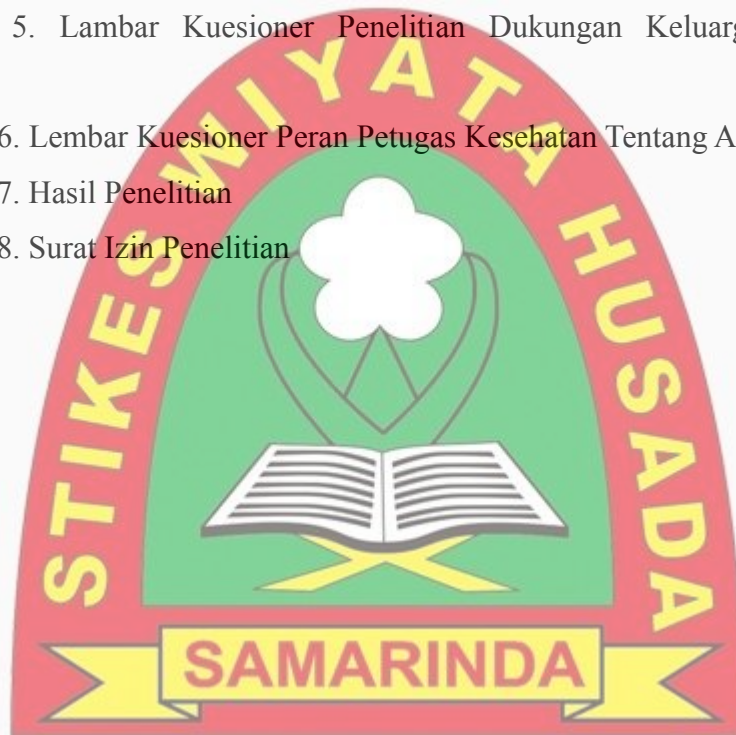 5. Lambar Kuesioner Penelitian Dukungan
6. Lembar Kuesioner Peran Petugas Kesehatan Tentang
7. Hasil Penelitian
8. Surat Izin Penelitian
STIKES WIYATA HUSADA
SAMARINDA